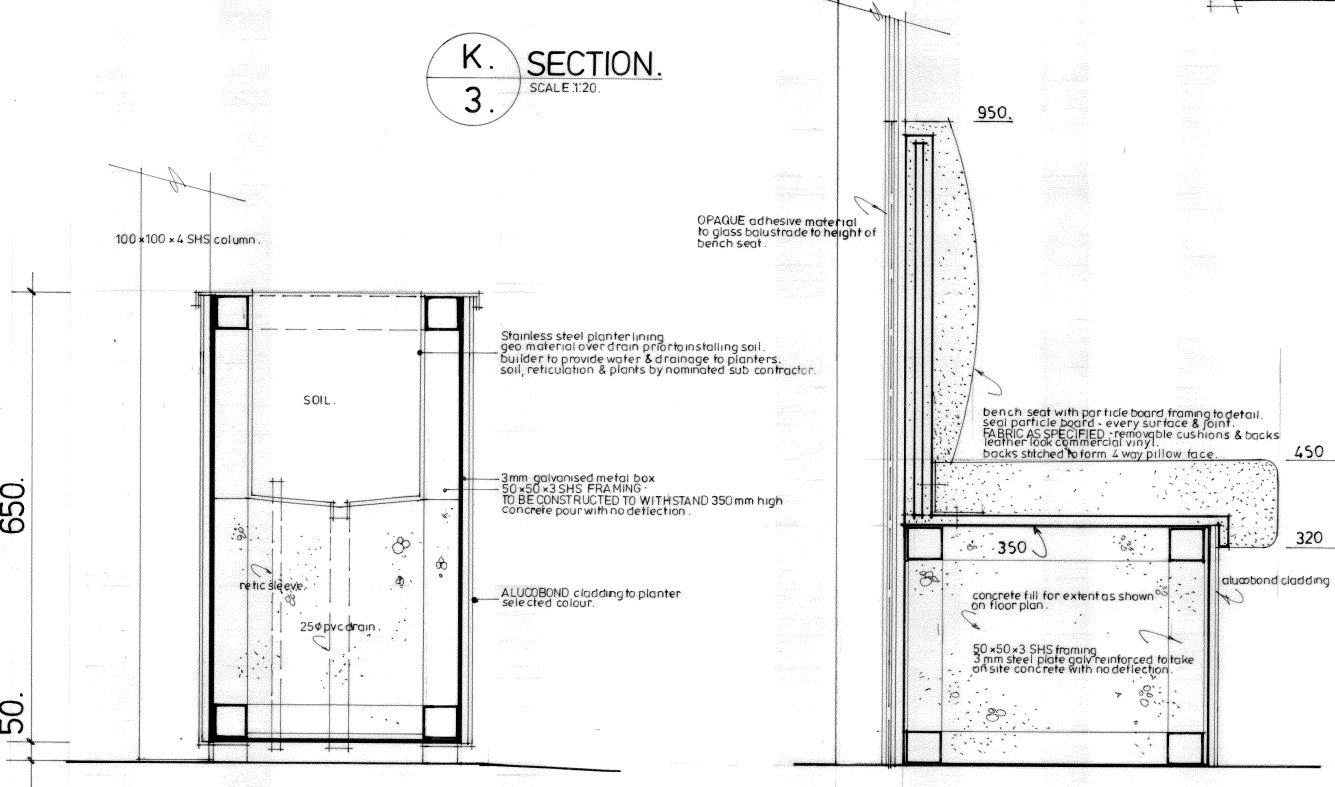 K.
3.
SECTION.
SCALE 1:20.
950.
100×100×4 SHS column.
OPAQUE adhesive material
to glass balustrade to height of
bench seat.
Stainless steel planter lining
geo material over drain prior to installing soil.
builder to provide water & drainage to planters.
soil, reticulation & plants by nominated sub contractor.
SOIL.
bench seat with particle board framing to detail.
seal particle board - every surface & joint.
FABRIC AS SPECIFIED - removable cushions & backs
leather look commercial vinyl.
backs stitched to form 4 way pillow face.
450
3mm galvanised metal box
50×50×3 SHS FRAMING -
TO BE CONSTRUCTED TO WITHSTAND 350mm high
concrete pour with no deflection.
650.
320
350
retic sleeve.
ALUCOBOND cladding to planter
selected colour.
alucobond cladding
concrete fill for extent as shown
on floor plan.
25φ pvc drain.
50×50×3 SHS framing
3mm steel plate galv reinforced to take
on site concrete with no deflection.
50.